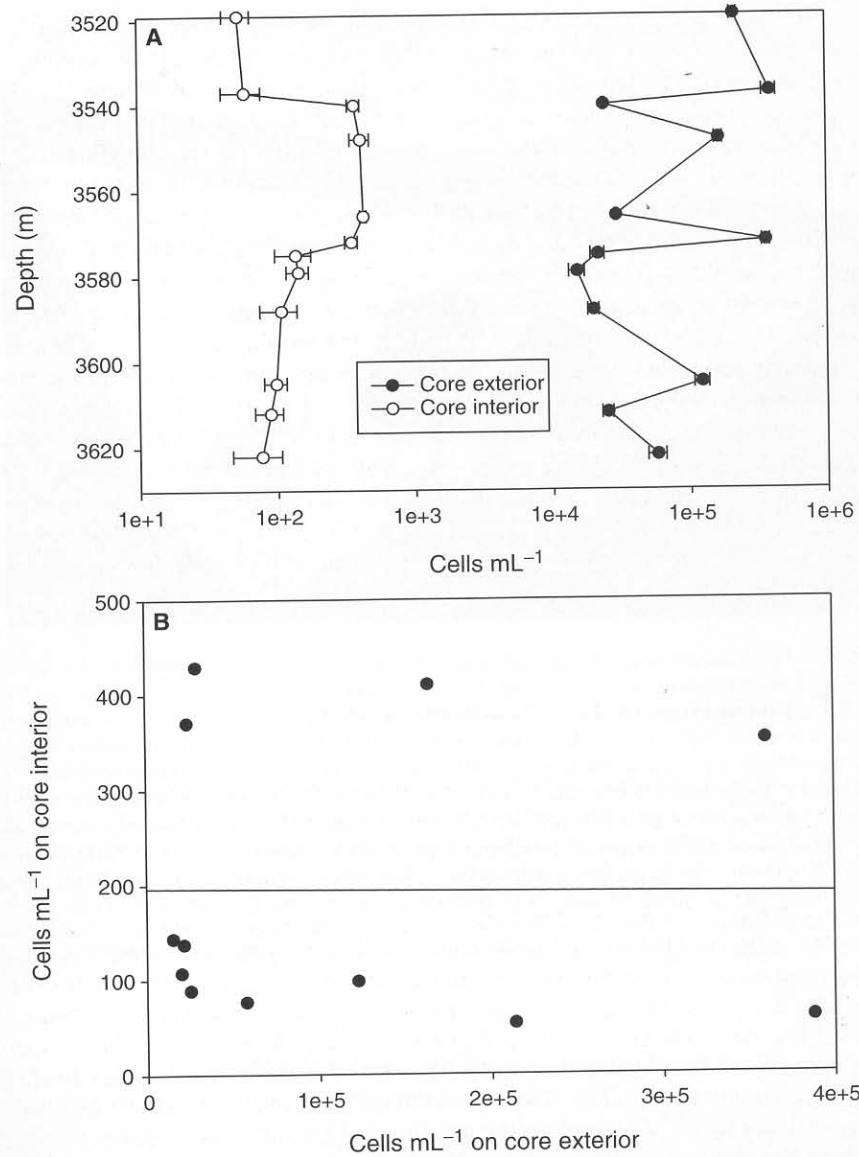 A
3520
3540
3560
3580
3600
3620
Depth (m)
Core exterior
Core interior
1e+1 1e+2 1e+3 1e+4 1e+5 1e+6
Cells mL⁻¹
B
500
400
300
200
100
0
Cells mL⁻¹ on core interior
0 1e+5 2e+5 3e+5 4e+5
Cells mL⁻¹ on core exterior